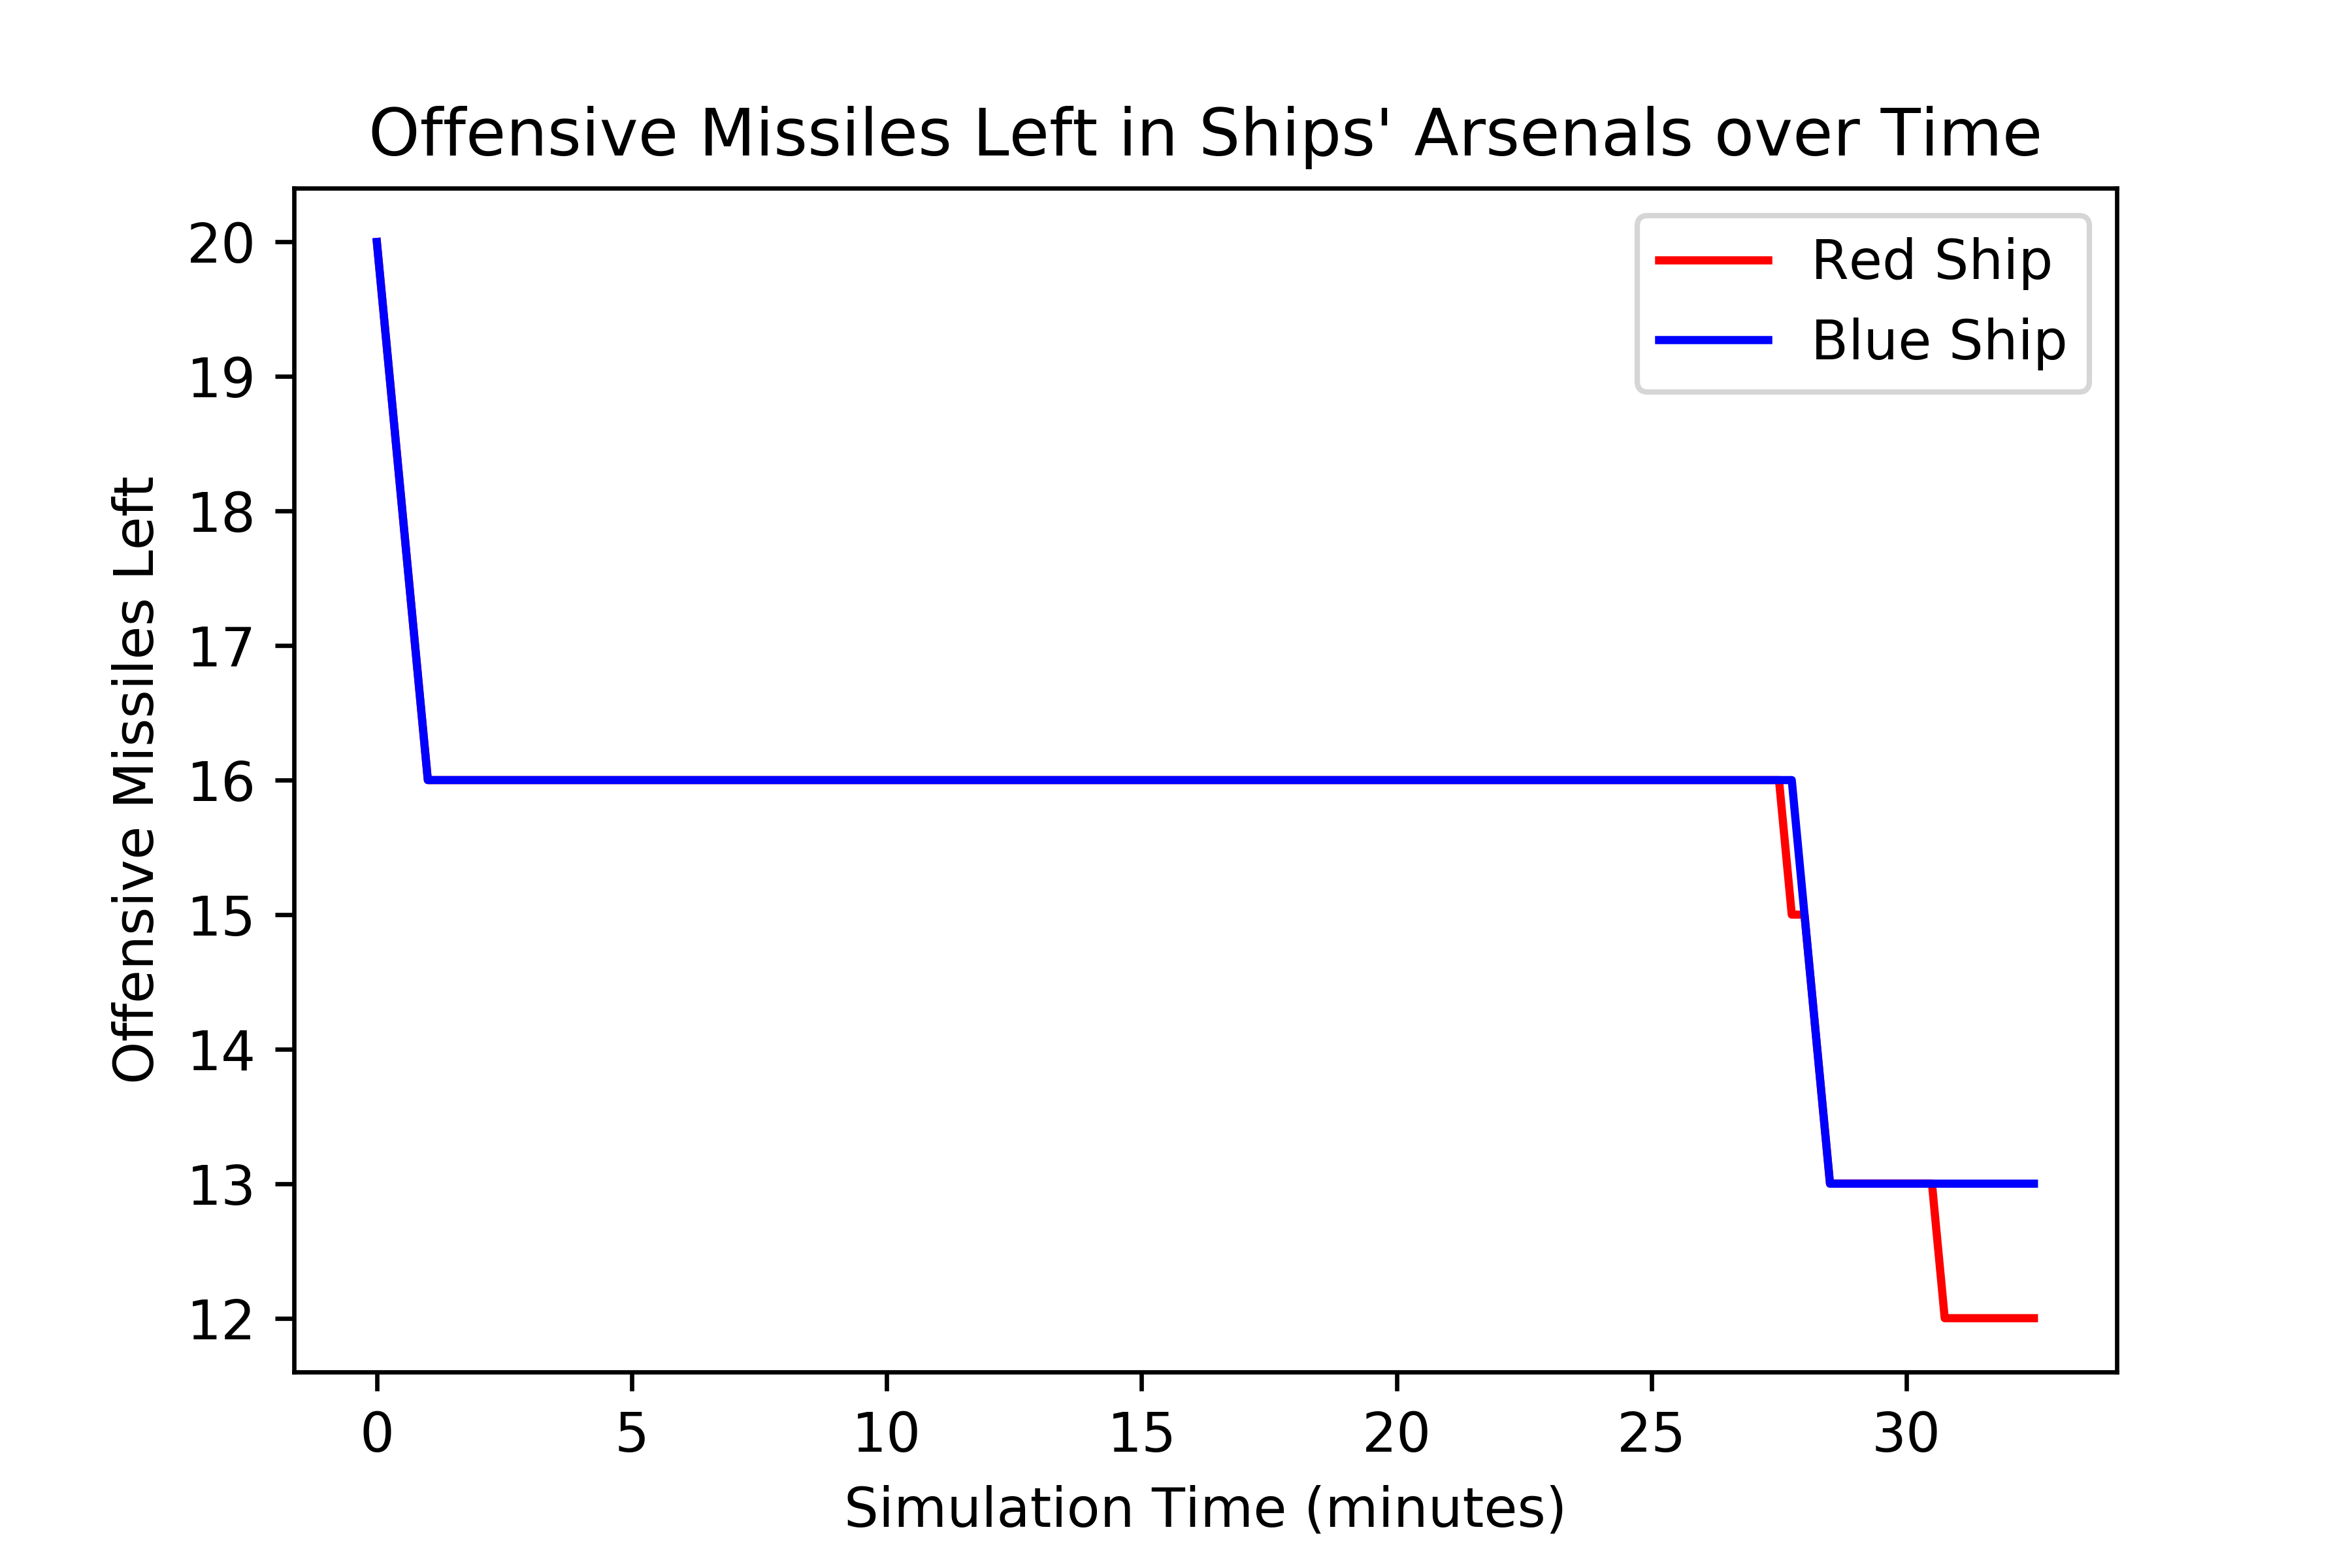 Offensive Missiles Left in Ships' Arsenals over Time
Red Ship
Blue Ship
Offensive Missiles Left
20
19
18
17
16
15
14
13
12
0 5 10 15 20 25 30
Simulation Time (minutes)